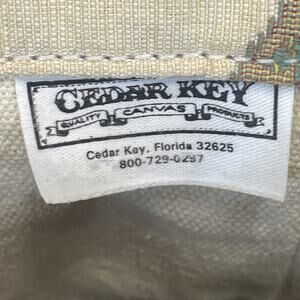 CEDAR KEY
QUALITY CANVAS PRODUCTS
Cedar Key, Florida 32625
800-729-0297